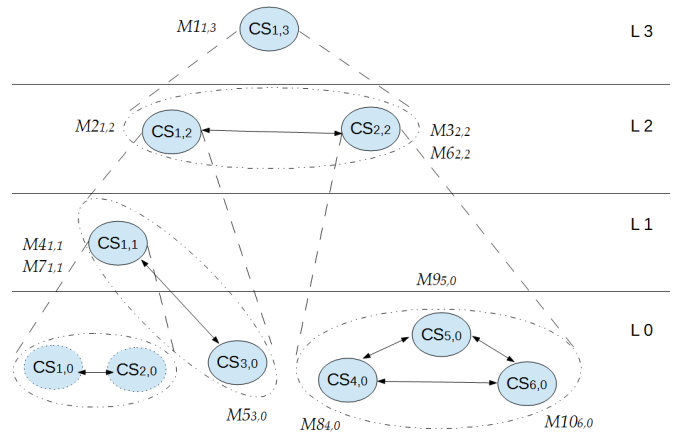 M1₁,₃
CS₁,₃
L 3
M2₁,₂
CS₁,₂
CS₂,₂
M3₂,₂
M6₂,₂
L 2
CS₁,₁
M4₁,₁
M7₁,₁
L 1
M9₅,₀
L 0
CS₅,₀
CS₁,₀
CS₂,₀
CS₃,₀
CS₄,₀
CS₆,₀
M5₃,₀
M8₄,₀
M10₆,₀